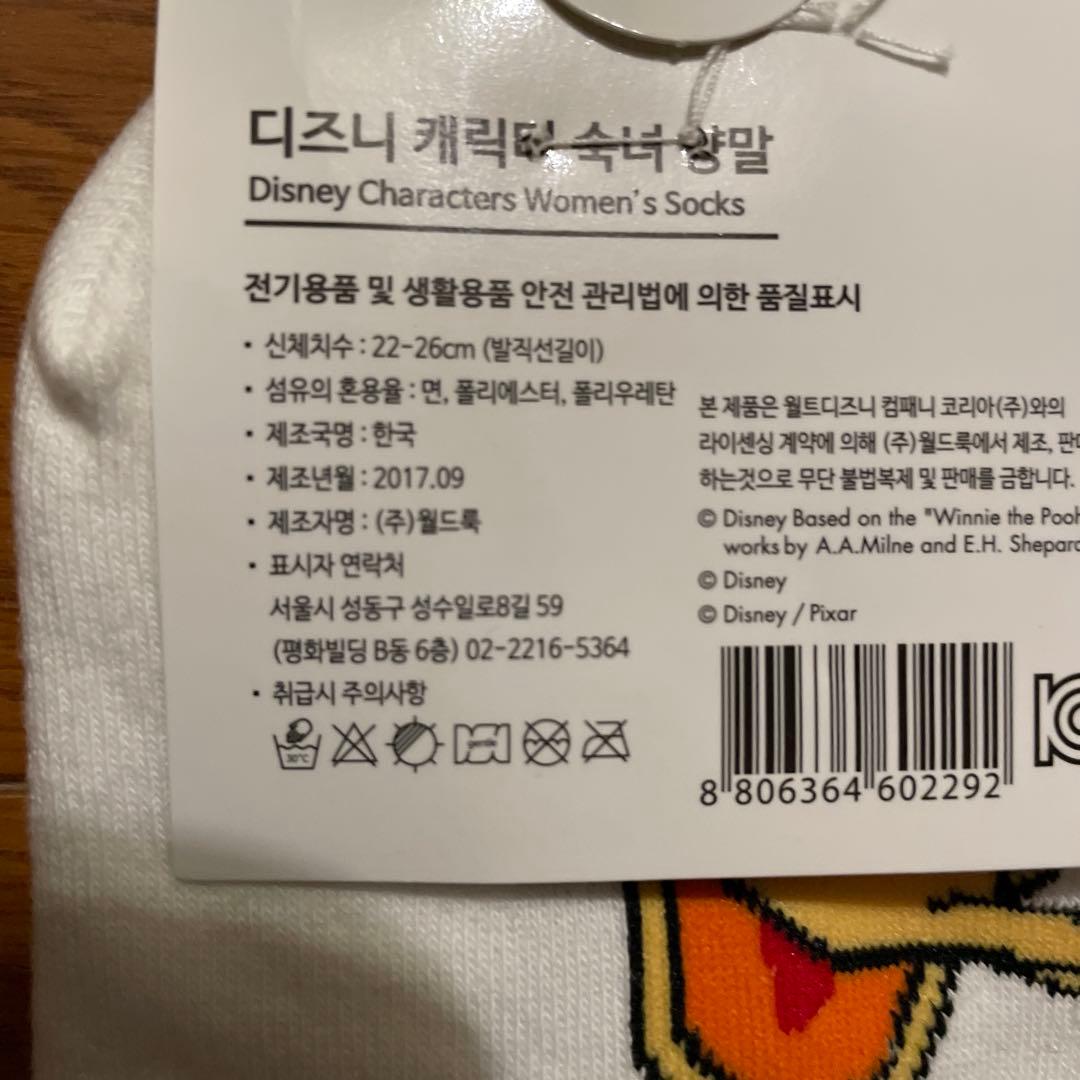 디즈니 캐릭터 숙녀 양말
Disney Characters Women's Socks
전기용품 및 생활용품 안전 관리법에 의한 품질표시
· 신체치수 : 22-26cm (발직선길이)
· 섬유의 혼용율 : 면, 폴리에스터, 폴리우레탄
· 제조국명 : 한국
· 제조년월 : 2017.09
· 제조자명 : (주)월드룩
· 표시자 연락처
서울시 성동구 성수일로8길 59
(평화빌딩 B동 6층) 02-2216-5364
· 취급시 주의사항
30°C
gentle
본 제품은 월트디즈니 컴패니 코리아(주)와의
라이센싱 계약에 의해 (주)월드룩에서 제조,
하는것으로 무단 불법복제 및 판매를 금합니다.
© Disney Based on the "Winnie the Pooh
works by A.A.Milne and E.H.
© Disney
© Disney / Pixar
8 806364 602292